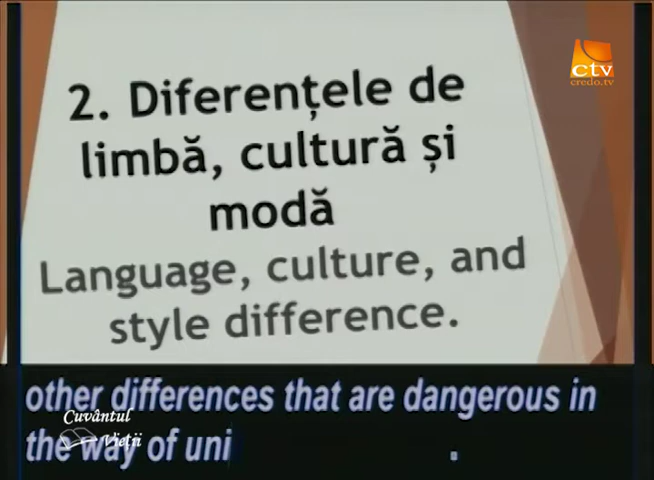 2. Diferențele de
limbă, cultură și
modă
Language, culture, and
style difference.
ctv
credo.tv
other differences that are dangerous in
the way of uni .
Cuvântul
Vieții